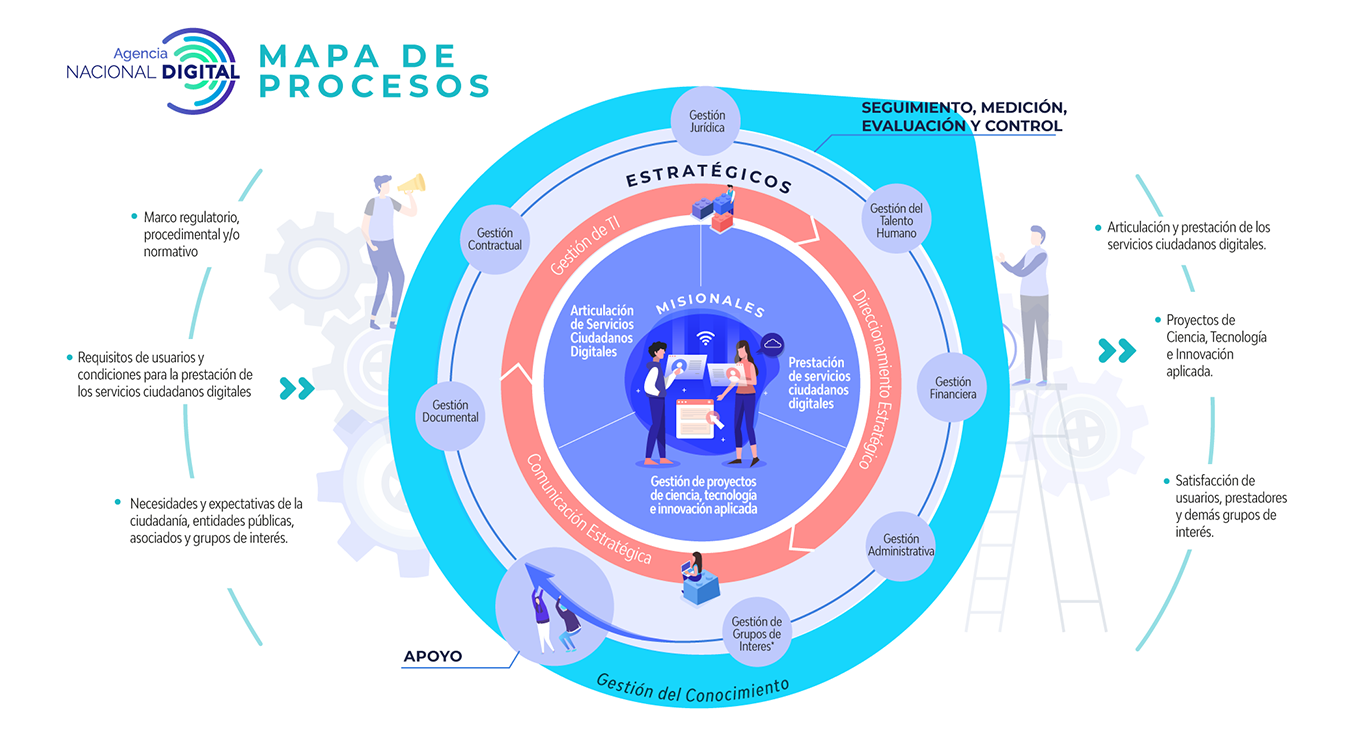 Agencia
NACIONAL DIGITAL
MAPA DE
PROCESOS
Marco regulatorio,
procedimental y/o
normativo
Requisitos de usuarios y
condiciones para la prestación de
los servicios ciudadanos digitales
Necesidades y expectativas de la
ciudadanía, entidades públicas,
asociados y grupos de interés.
SEGUIMIENTO, MEDICIÓN,
EVALUACIÓN Y CONTROL
Gestión
Jurídica
Gestión del
Talento
Humano
Gestión
Financiera
Gestión
Administrativa
Gestión de
Grupos de
Interes*
Gestión
Documental
Gestión
Contractual
APOYO
Gestión del Conocimiento
ESTRATÉGICOS
Gestión de TI
Direccionamiento Estratégico
Comunicación Estratégica
MISIONALES
Articulación
de Servicios
Ciudadanos
Digitales
Prestación
de servicios
ciudadanos
digitales
Gestión de proyectos
de ciencia, tecnología
e innovación aplicada
Articulación y prestación de los
servicios ciudadanos digitales.
Proyectos de
Ciencia, Tecnología
e Innovación
aplicada.
Satisfacción de
usuarios, prestadores
y demás grupos de
interés.